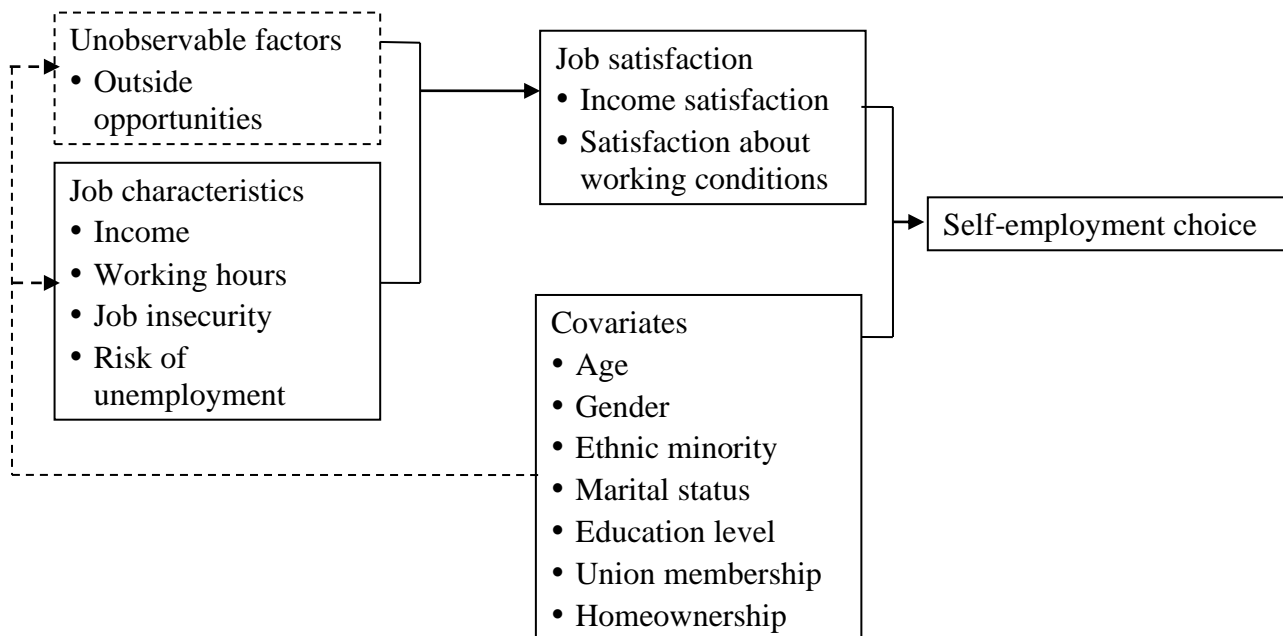 Unobservable factors
• Outside
opportunities
Job characteristics
• Income
• Working hours
• Job insecurity
• Risk of
unemployment
Job satisfaction
• Income satisfaction
• Satisfaction about
working conditions
Covariates
• Age
• Gender
• Ethnic minority
• Marital status
• Education level
• Union membership
• Homeownership
Self-employment choice